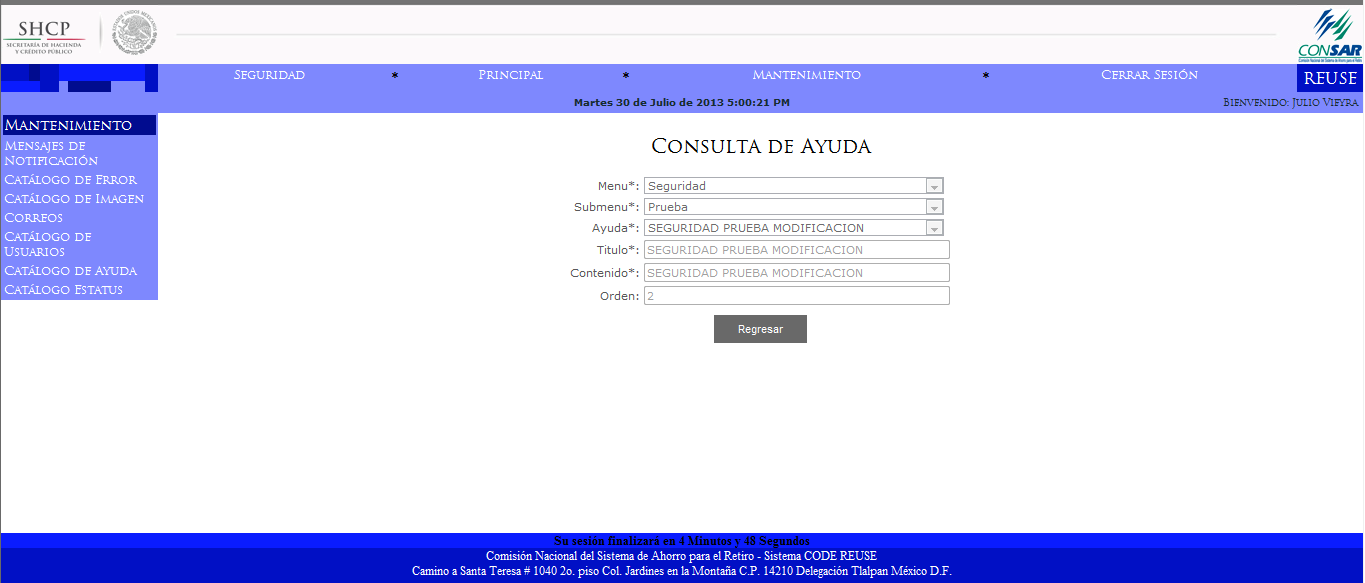 SHCP
SECRETARÍA DE HACIENDA
Y CRÉDITO PÚBLICO
ESTADOS UNIDOS MEXICANOS
CONSAR
Comisión Nacional del Sistema de Ahorro para el Retiro
SEGURIDAD * PRINCIPAL * MANTENIMIENTO * CERRAR SESIÓN
REUSE
Martes 30 de Julio de 2013 5:00:21 PM
BIENVENIDO: JULIO VIEYRA
MANTENIMIENTO
MENSAJES DE
NOTIFICACIÓN
CATÁLOGO DE ERROR
CATÁLOGO DE IMAGEN
CORREOS
CATÁLOGO DE
USUARIOS
CATÁLOGO DE AYUDA
CATÁLOGO ESTATUS
CONSULTA DE AYUDA
Menu*: Seguridad
Submenu*: Prueba
Ayuda*: SEGURIDAD PRUEBA MODIFICACION
Titulo*: SEGURIDAD PRUEBA MODIFICACION
Contenido*: SEGURIDAD PRUEBA MODIFICACION
Orden: 2
Regresar
Su sesión finalizará en 4 Minutos y 48 Segundos
Comisión Nacional del Sistema de Ahorro para el Retiro - Sistema CODE REUSE
Camino a Santa Teresa # 1040 2o. piso Col. Jardines en la Montaña C.P. 14210 Delegación Tlalpan México D.F.